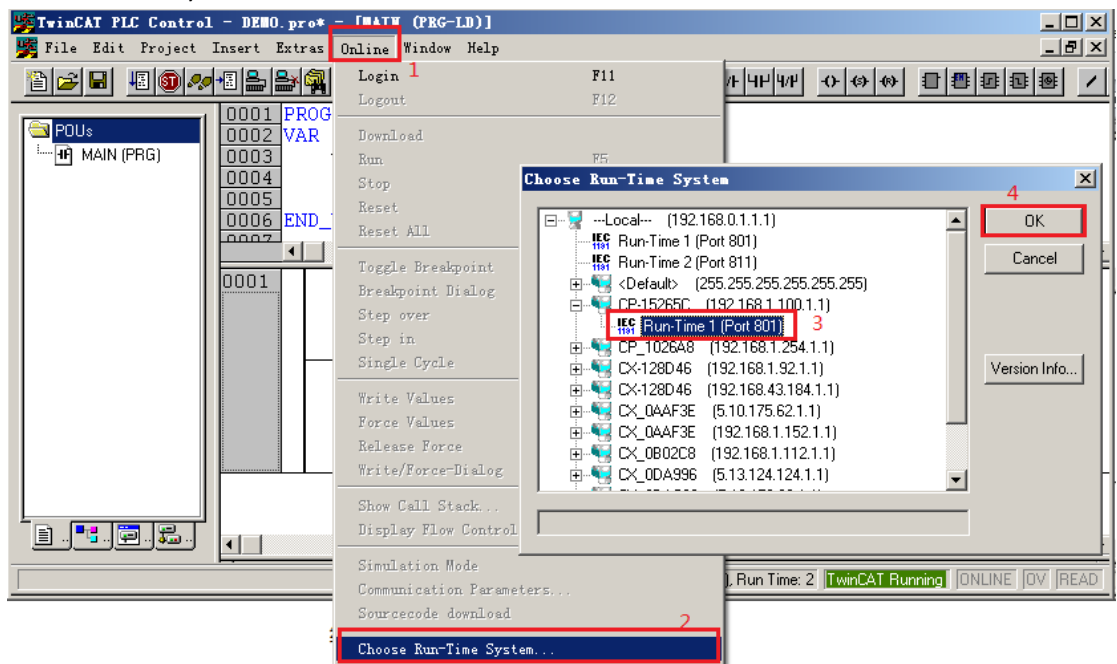 TwinCAT PLC Control - DEMO.pro* - [MAIN (PRG-LD)]
File Edit Project Insert Extras Online Window Help
1
Login F11
Logout F12
Download
Run F5
Stop
Reset
Reset All
Toggle Breakpoint
Breakpoint Dialog
Step over
Step in
Single Cycle
Write Values
Force Values
Release Force
Write/Force-Dialog
Show Call Stack...
Display Flow Control
Simulation Mode
Communication Parameters...
Sourcecode download
2
Choose Run-Time System...
POUs
MAIN (PRG)
0001 PROG
0002 VAR
0003
0004
0005
0006 END_
0007
0001
Choose Run-Time System
4
---Local--- (192.168.0.1.1.1)
IEC 1131 Run-Time 1 (Port 801)
IEC 1131 Run-Time 2 (Port 811)
<Default> (255.255.255.255.255.255)
CP-15265C (192.168.1.100.1.1)
IEC 1131 Run-Time 1 (Port 801)
3
CP_1026A8 (192.168.1.254.1.1)
CX-128D46 (192.168.1.92.1.1)
CX-128D46 (192.168.43.184.1.1)
CX_0AAF3E (5.10.175.62.1.1)
CX_0AAF3E (192.168.1.152.1.1)
CX_0B02C8 (192.168.1.112.1.1)
CX_0DA996 (5.13.124.124.1.1)
OK
Cancel
Version Info...
), Run Time: 2 TwinCAT Running ONLINE OV READ